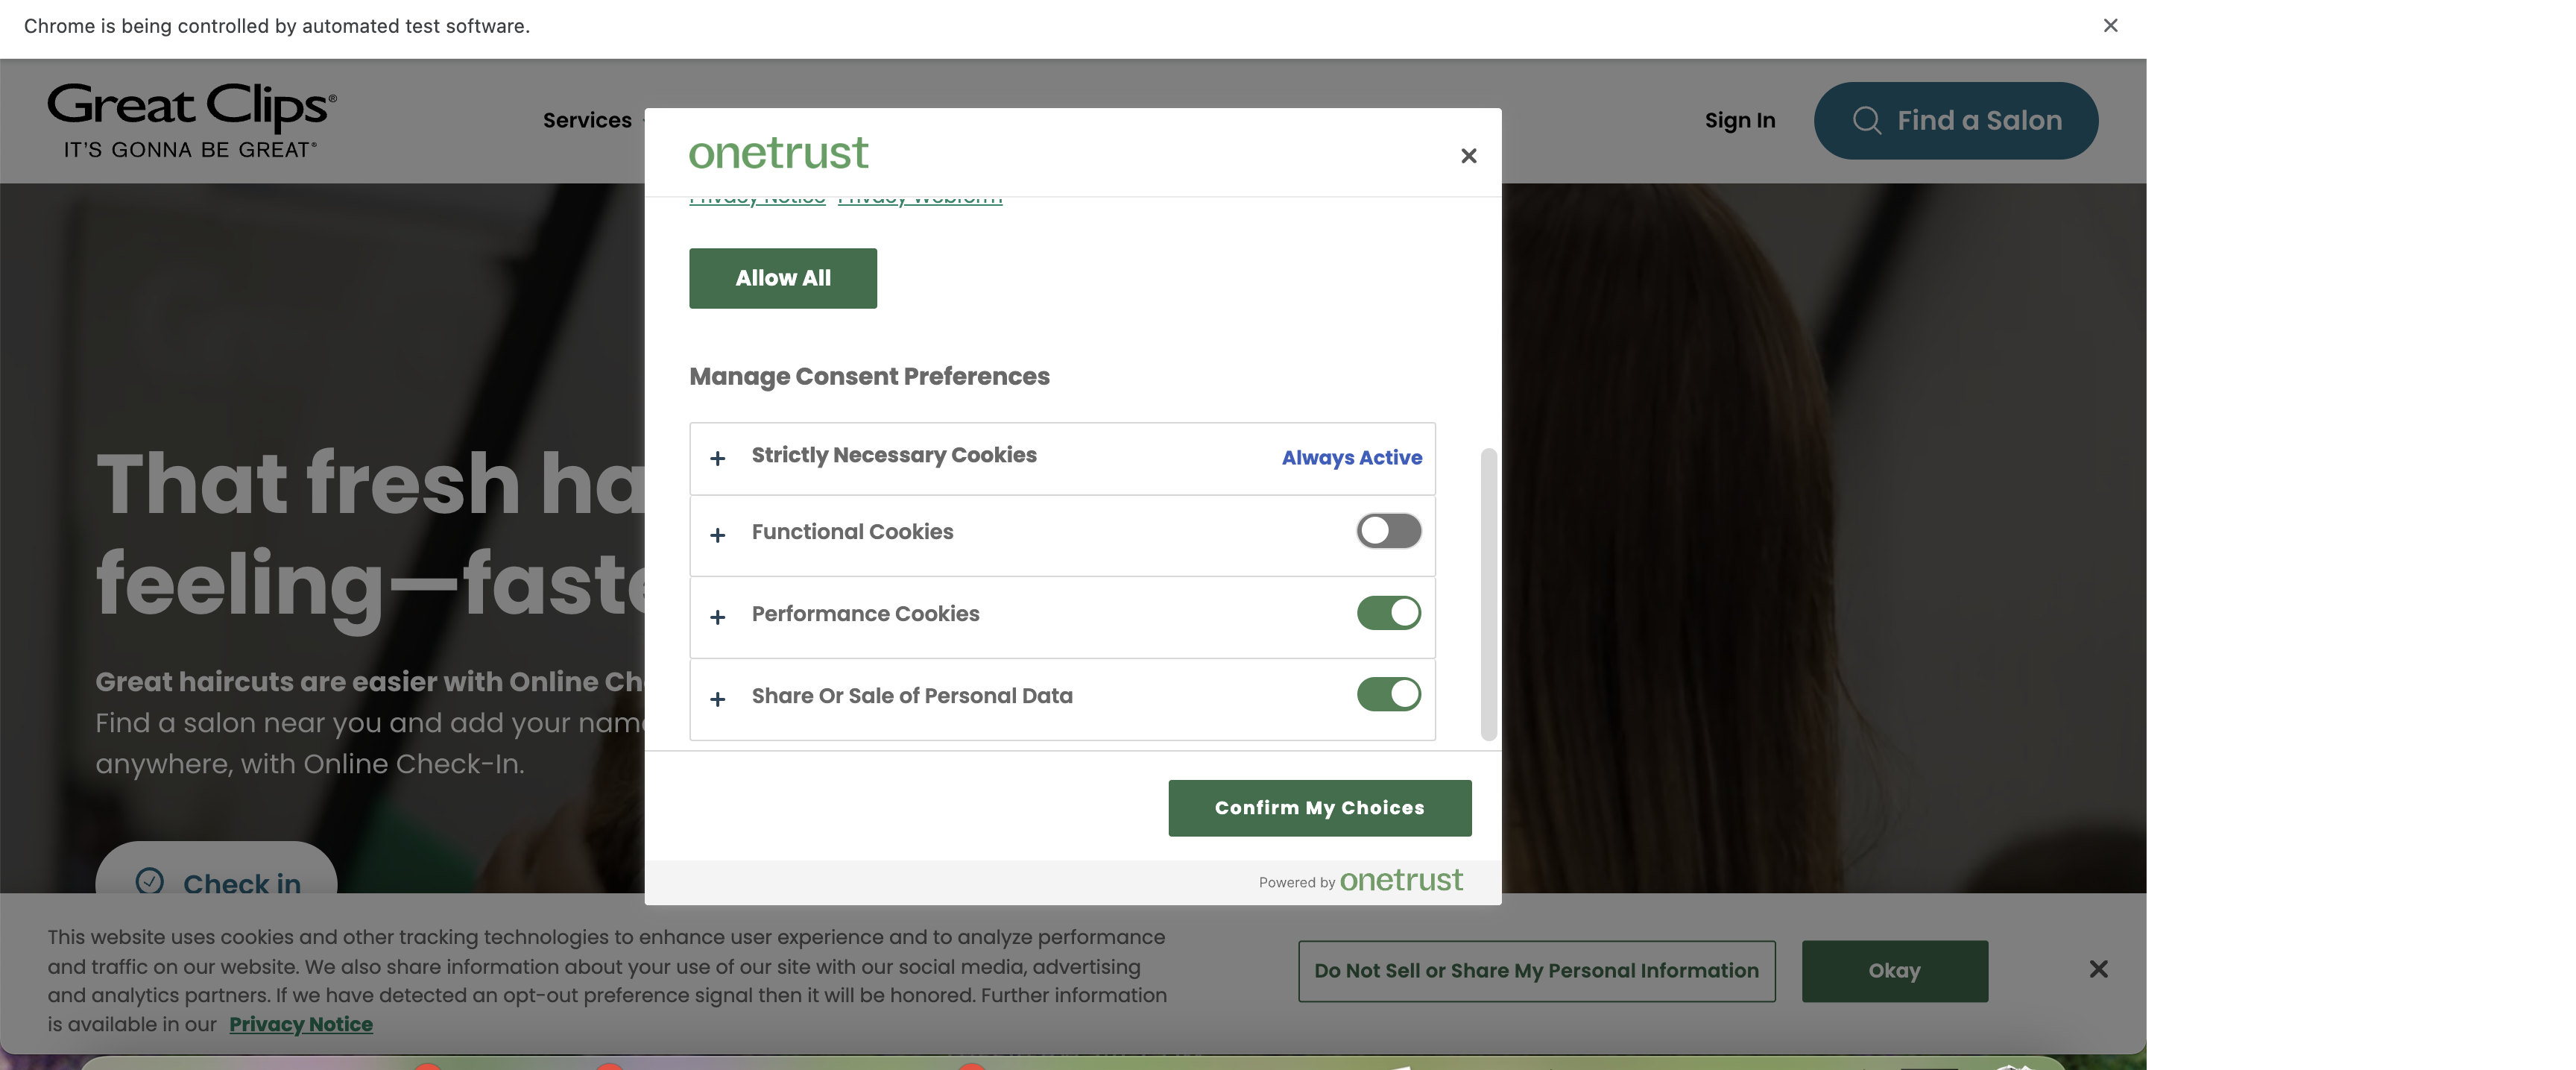 Chrome is being controlled by automated test software.
Great Clips®
IT'S GONNA BE GREAT®
Services
Sign In
Find a Salon
onetrust
Privacy Notice Privacy Webform
Allow All
Manage Consent Preferences
Strictly Necessary Cookies
Always Active
Functional Cookies
Performance Cookies
Share Or Sale of Personal Data
Confirm My Choices
Powered by onetrust
That fresh ha
feeling—faste
Great haircuts are easier with Online Ch
Find a salon near you and add your nam
anywhere, with Online Check-In.
Check in
This website uses cookies and other tracking technologies to enhance user experience and to analyze performance
and traffic on our website. We also share information about your use of our site with our social media, advertising
and analytics partners. If we have detected an opt-out preference signal then it will be honored. Further information
is available in our Privacy Notice
Do Not Sell or Share My Personal Information
Okay